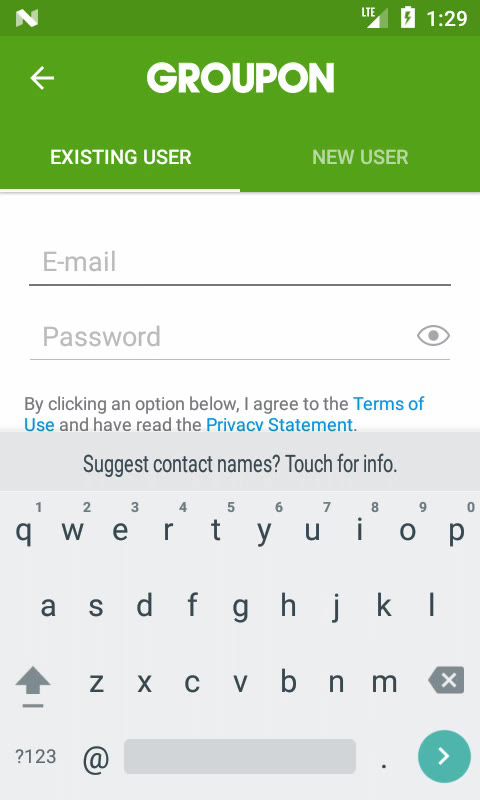 LTE 1:29
GROUPON
EXISTING USER NEW USER
E-mail
Password
By clicking an option below, I agree to the Terms of
Use and have read the Privacy Statement.
Suggest contact names? Touch for info.
1 2 3 4 5 6 7 8 9 0
q w e r t y u i o p
a s d f g h j k l
z x c v b n m
?123 @ .